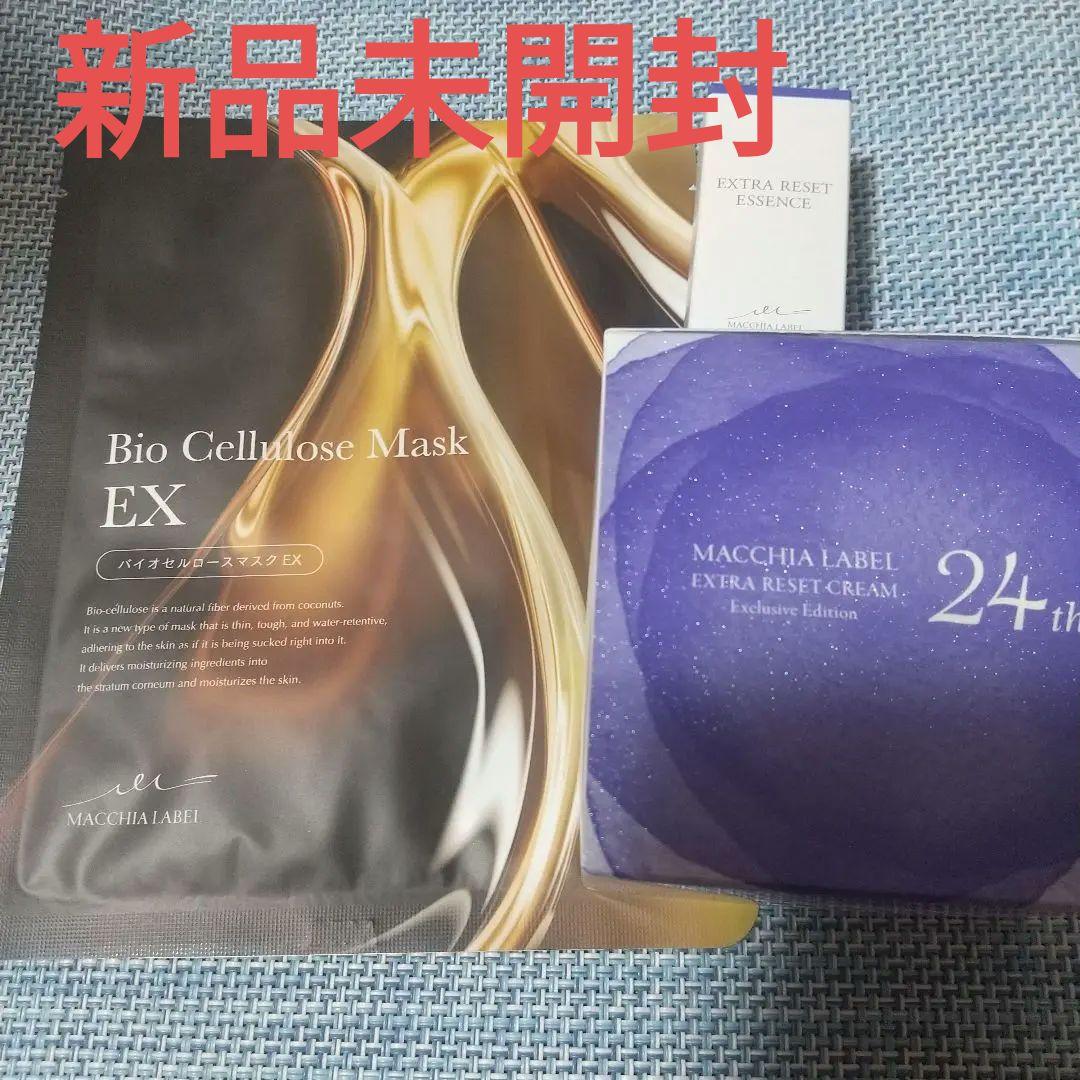 新品未開封
EXTRA RESET
ESSENCE
MACCHIA LABEL
Bio Cellulose Mask
EX
バイオセルロースマスク EX
Bio-cellulose is a natural fiber derived from coconuts.
It is a new type of mask that is thin, tough, and water-retentive,
adhering to the skin as if it is being sucked right into it.
It delivers moisturizing ingredients into
the stratum corneum and moisturizes the skin.
MACCHIA LABEL
MACCHIA LABEL
EXTRA RESET CREAM
Exclusive Edition
24th